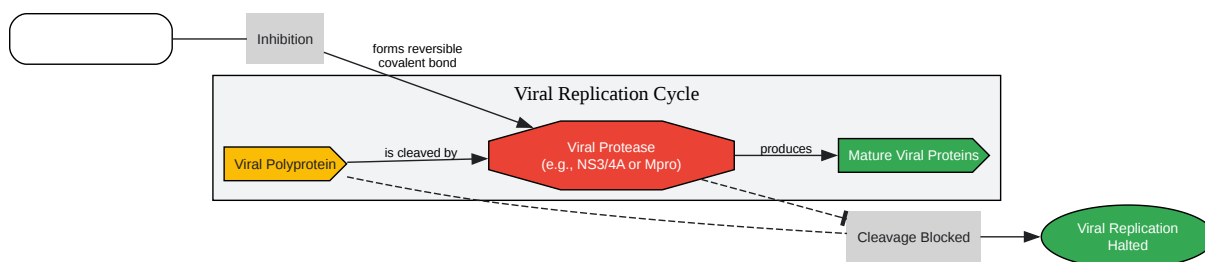 Inhibition
forms reversible
covalent bond
Viral Replication Cycle
Viral Polyprotein
is cleaved by
Viral Protease
(e.g., NS3/4A or Mpro)
produces
Mature Viral Proteins
Cleavage Blocked
Viral Replication
Halted